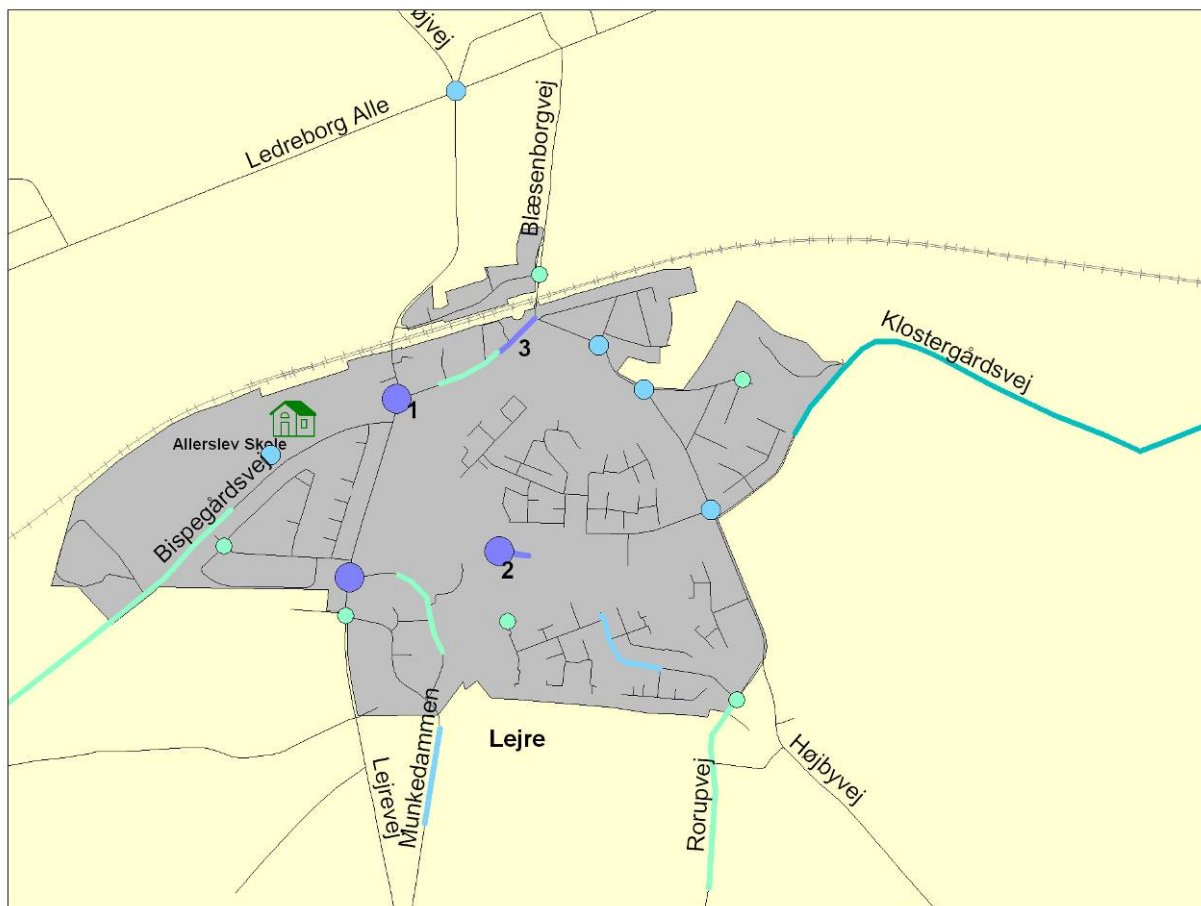 øjvej
Ledreborg Alle
Blæsenborgvej
Klostergårdsvej
3
1
Allerslev Skole
Bispegårdsvej
2
Lejre
Munkedammen
Lejrevej
Rorupvej
Højbyvej